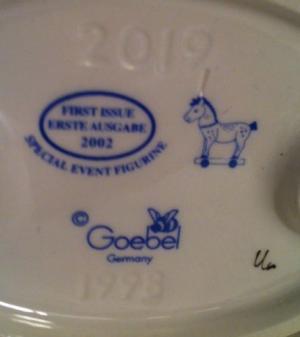 2019
FIRST ISSUE
ERSTE AUSGABE
2002
SPECIAL EVENT FIGURINE
© Goebel
Germany
1998